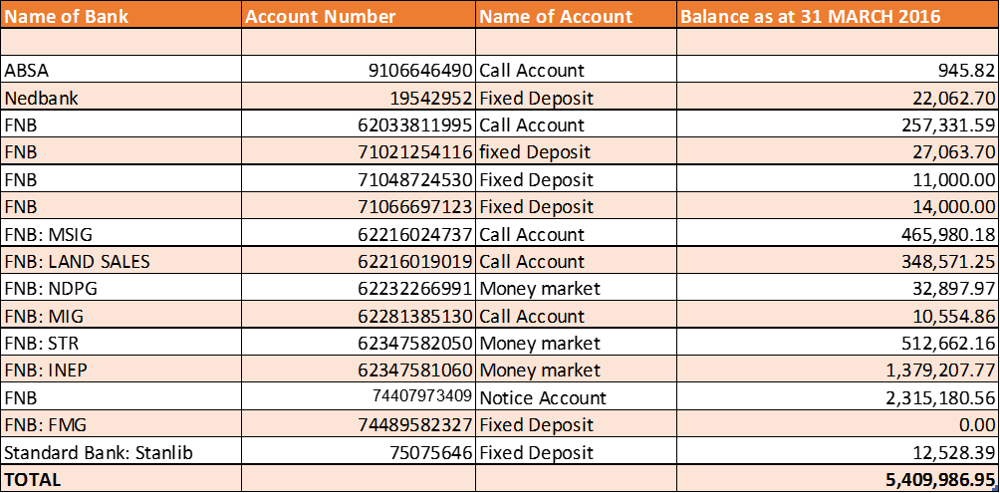 Name of Bank Account Number Name of Account Balance as at 31 MARCH 2016
ABSA 9106646490 Call Account 945.82
Nedbank 19542952 Fixed Deposit 22,062.70
FNB 62033811995 Call Account 257,331.59
FNB 71021254116 fixed Deposit 27,063.70
FNB 71048724530 Fixed Deposit 11,000.00
FNB 71066697123 Fixed Deposit 14,000.00
FNB: MSIG 62216024737 Call Account 465,980.18
FNB: LAND SALES 62216019019 Call Account 348,571.25
FNB: NDPG 62232266991 Money market 32,897.97
FNB: MIG 62281385130 Call Account 10,554.86
FNB: STR 62347582050 Money market 512,662.16
FNB: INEP 62347581060 Money market 1,379,207.77
FNB 74407973409 Notice Account 2,315,180.56
FNB: FMG 74489582327 Fixed Deposit 0.00
Standard Bank: Stanlib 75075646 Fixed Deposit 12,528.39
TOTAL 5,409,986.95